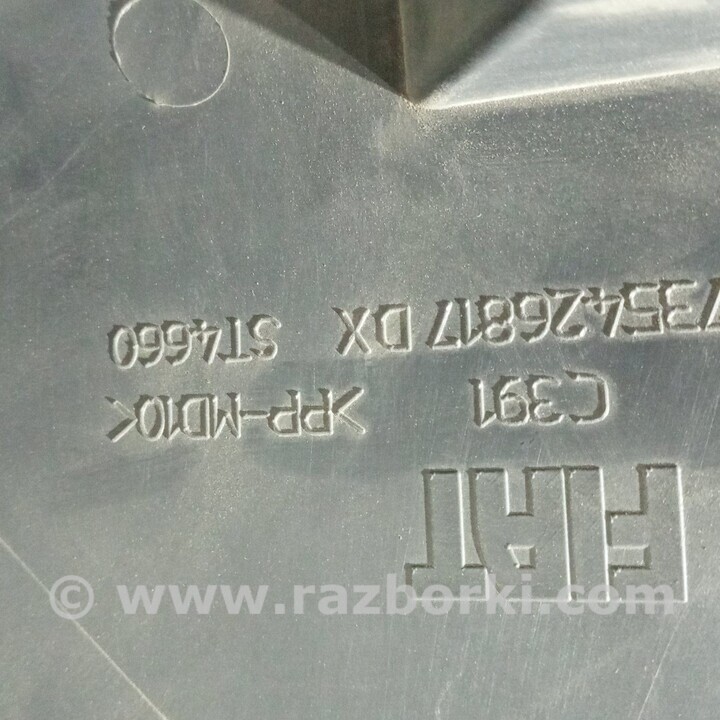 FIAT
C391 >PP-MD10<
735426817 DX ST4660
© www.razborki.com